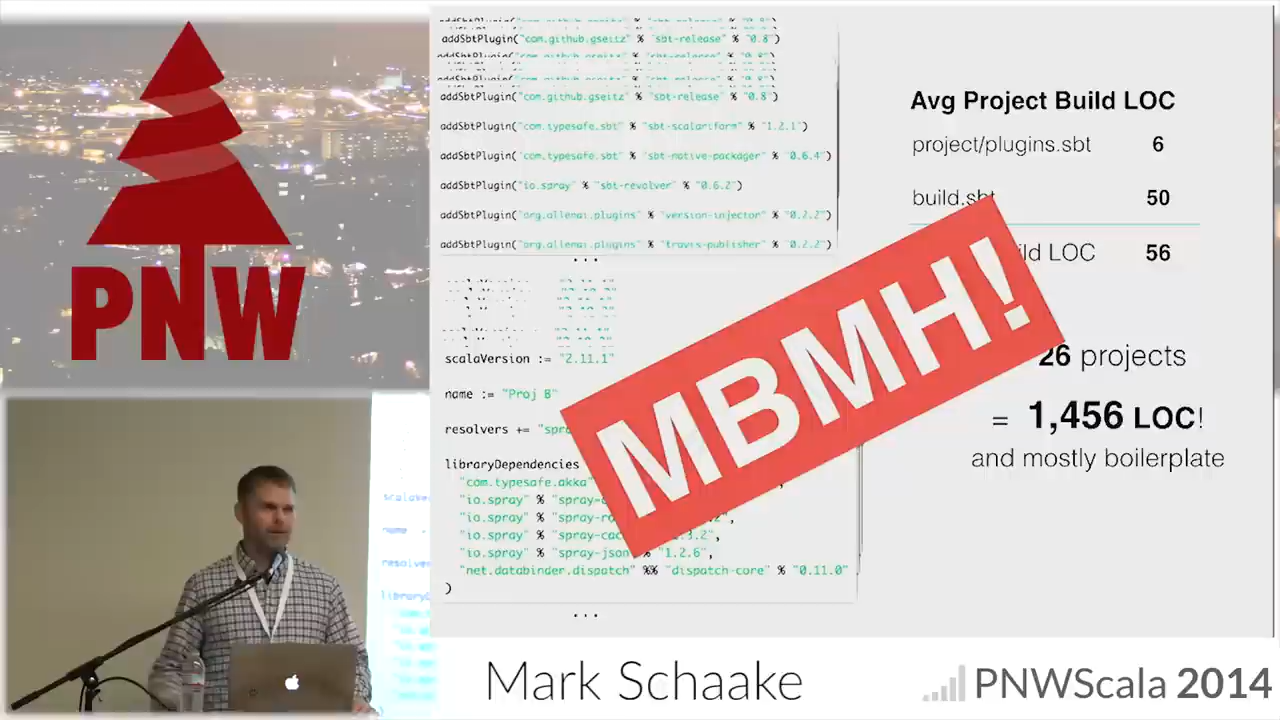 PNW
addSbtPlugin("com.github.gseitz" % "sbt-release" % "0.8")
addSbtPlugin("com.github.gseitz" % "sbt-release" % "0.8")
addSbtPlugin("com.typesafe.sbt" % "sbt-scalariform" % "1.2.1")
addSbtPlugin("com.typesafe.sbt" % "sbt-native-packager" % "0.6.4")
addSbtPlugin("io.spray" % "sbt-revolver" % "0.6.2")
addSbtPlugin("org.allenai.plugins" % "version-injector" % "0.2.2")
addSbtPlugin("org.allenai.plugins" % "travis-publisher" % "0.2.2")
...
scalaVersion := "2.11.1"
name := "Proj B"
resolvers += "spr
libraryDependencies
"com.typesafe.akka"
"io.spray" % "spray-
"io.spray" % "spray-
"io.spray" % "spray-cac 1.3.2",
"io.spray" % "spray-json % "1.2.6",
"net.databinder.dispatch" %% "dispatch-core" % "0.11.0"
)
...
Avg Project Build LOC
project/plugins.sbt 6
build.sbt 50
ild LOC 56
26 projects
= 1,456 LOC!
and mostly boilerplate
MBMH!
Mark Schaake
PNWScala 2014